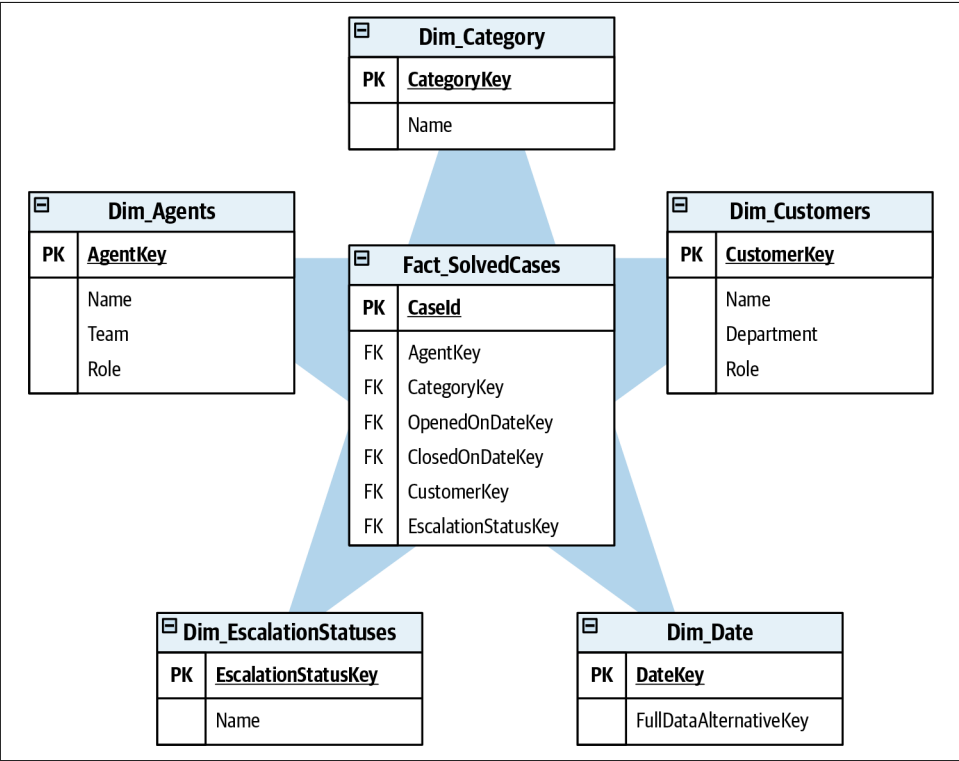 Dim_Category
PK CategoryKey
Name
Dim_Agents
PK AgentKey
Name
Team
Role
Fact_SolvedCases
PK CaseId
FK AgentKey
FK CategoryKey
FK OpenedOnDateKey
FK ClosedOnDateKey
FK CustomerKey
FK EscalationStatusKey
Dim_Customers
PK CustomerKey
Name
Department
Role
Dim_EscalationStatuses
PK EscalationStatusKey
Name
Dim_Date
PK DateKey
FullDataAlternativeKey